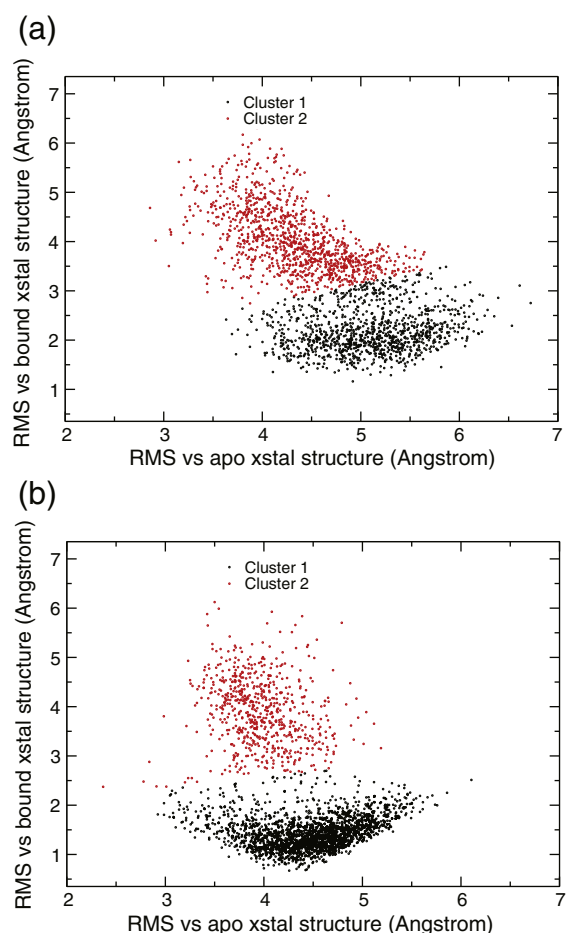 (a)
RMS vs bound xstal structure (Angstrom)
7
6
5
4
3
2
1
Cluster 1
Cluster 2
2 3 4 5 6 7
RMS vs apo xstal structure (Angstrom)
(b)
RMS vs bound xstal structure (Angstrom)
7
6
5
4
3
2
1
Cluster 1
Cluster 2
2 3 4 5 6 7
RMS vs apo xstal structure (Angstrom)